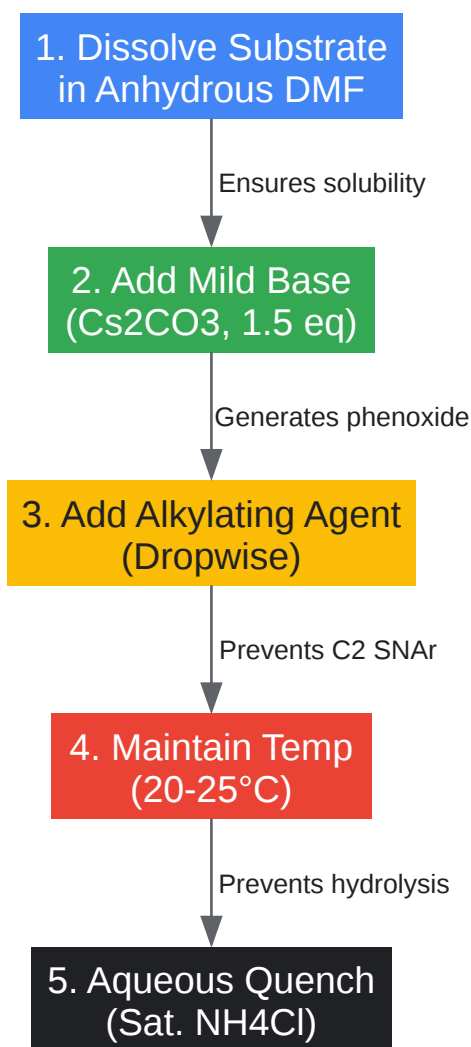 1. Dissolve Substrate
in Anhydrous DMF
Ensures solubility
2. Add Mild Base
(Cs2CO3, 1.5 eq)
Generates phenoxide
3. Add Alkylating Agent
(Dropwise)
Prevents C2 SNAr
4. Maintain Temp
(20-25°C)
Prevents hydrolysis
5. Aqueous Quench
(Sat. NH4Cl)